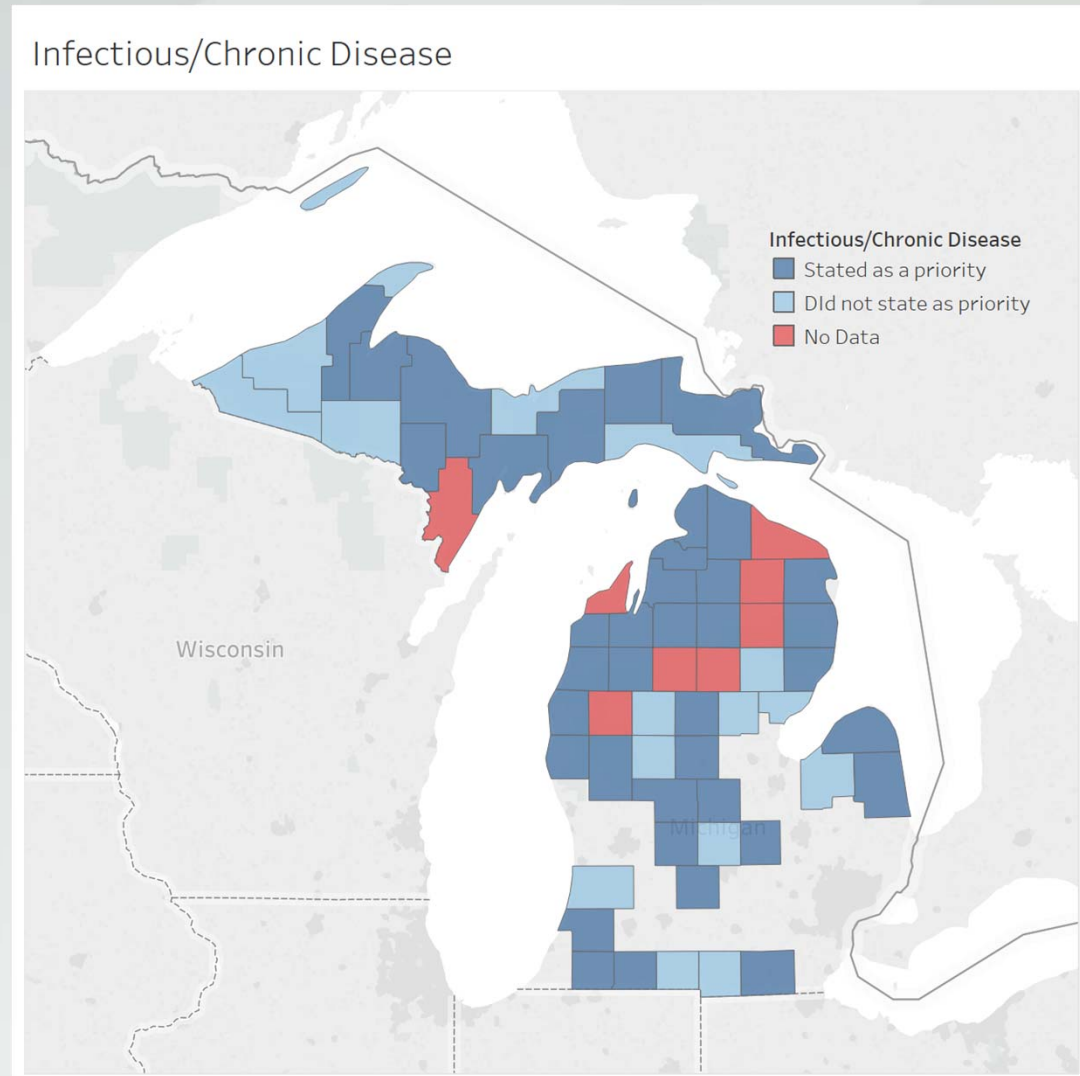 Infectious/Chronic Disease
Infectious/Chronic Disease
Stated as a priority
DId not state as priority
No Data
Wisconsin
Michigan